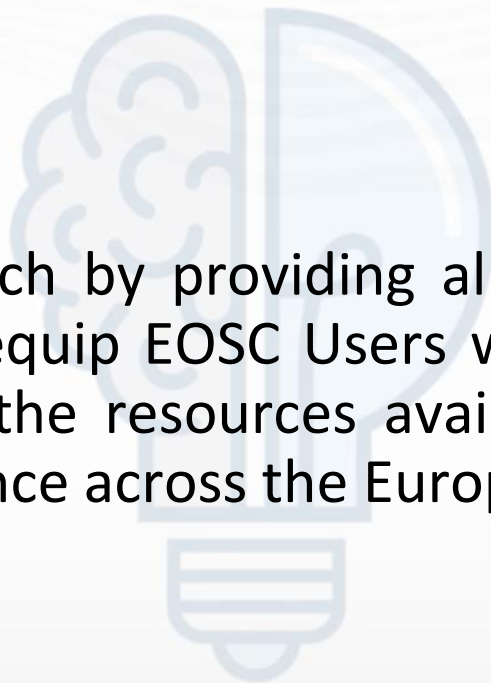 ch by providing al
equip EOSC Users w
the resources avai
nce across the Europ